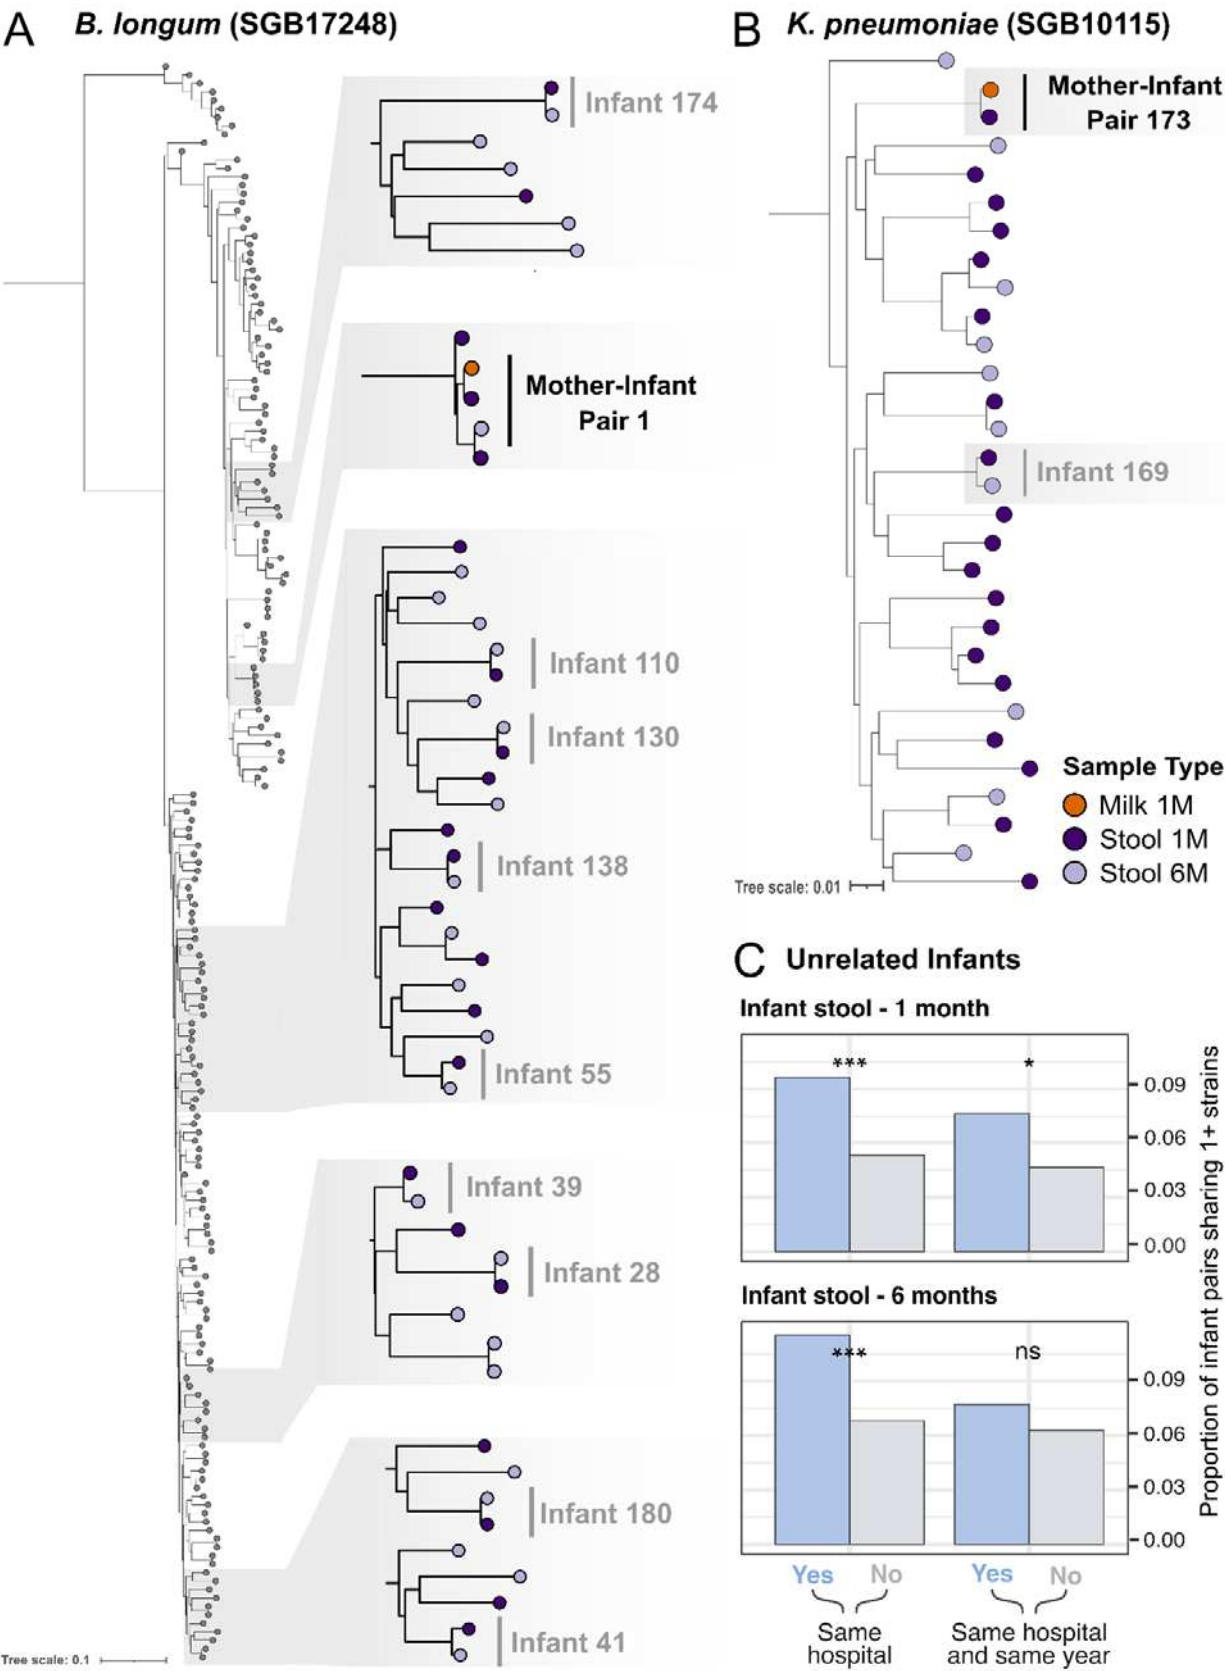 A B. longum (SGB17248)
Infant 174
Mother-Infant
Pair 1
Infant 110
Infant 130
Infant 138
Infant 55
Infant 39
Infant 28
Infant 180
Infant 41
Tree scale: 0.1
B K. pneumoniae (SGB10115)
Mother-Infant
Pair 173
Infant 169
Sample Type
Milk 1M
Stool 1M
Stool 6M
Tree scale: 0.01
C Unrelated Infants
Infant stool - 1 month
*** *
0.09
0.06
0.03
0.00
Infant stool - 6 months
*** ns
0.09
0.06
0.03
0.00
Proportion of infant pairs sharing 1+ strains
Yes No Yes No
Same
hospital
Same hospital
and same year